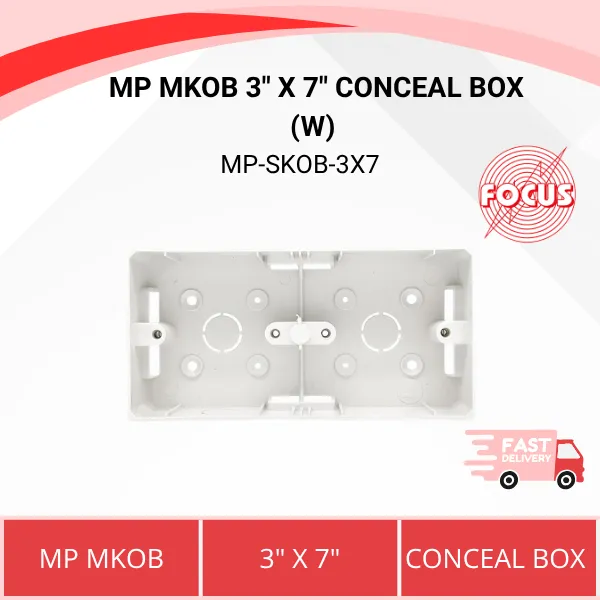 MP MKOB 3" X 7" CONCEAL BOX
(W)
MP-SKOB-3X7
FOCUS
FAST
DELIVERY
MP MKOB
3" X 7"
CONCEAL BOX